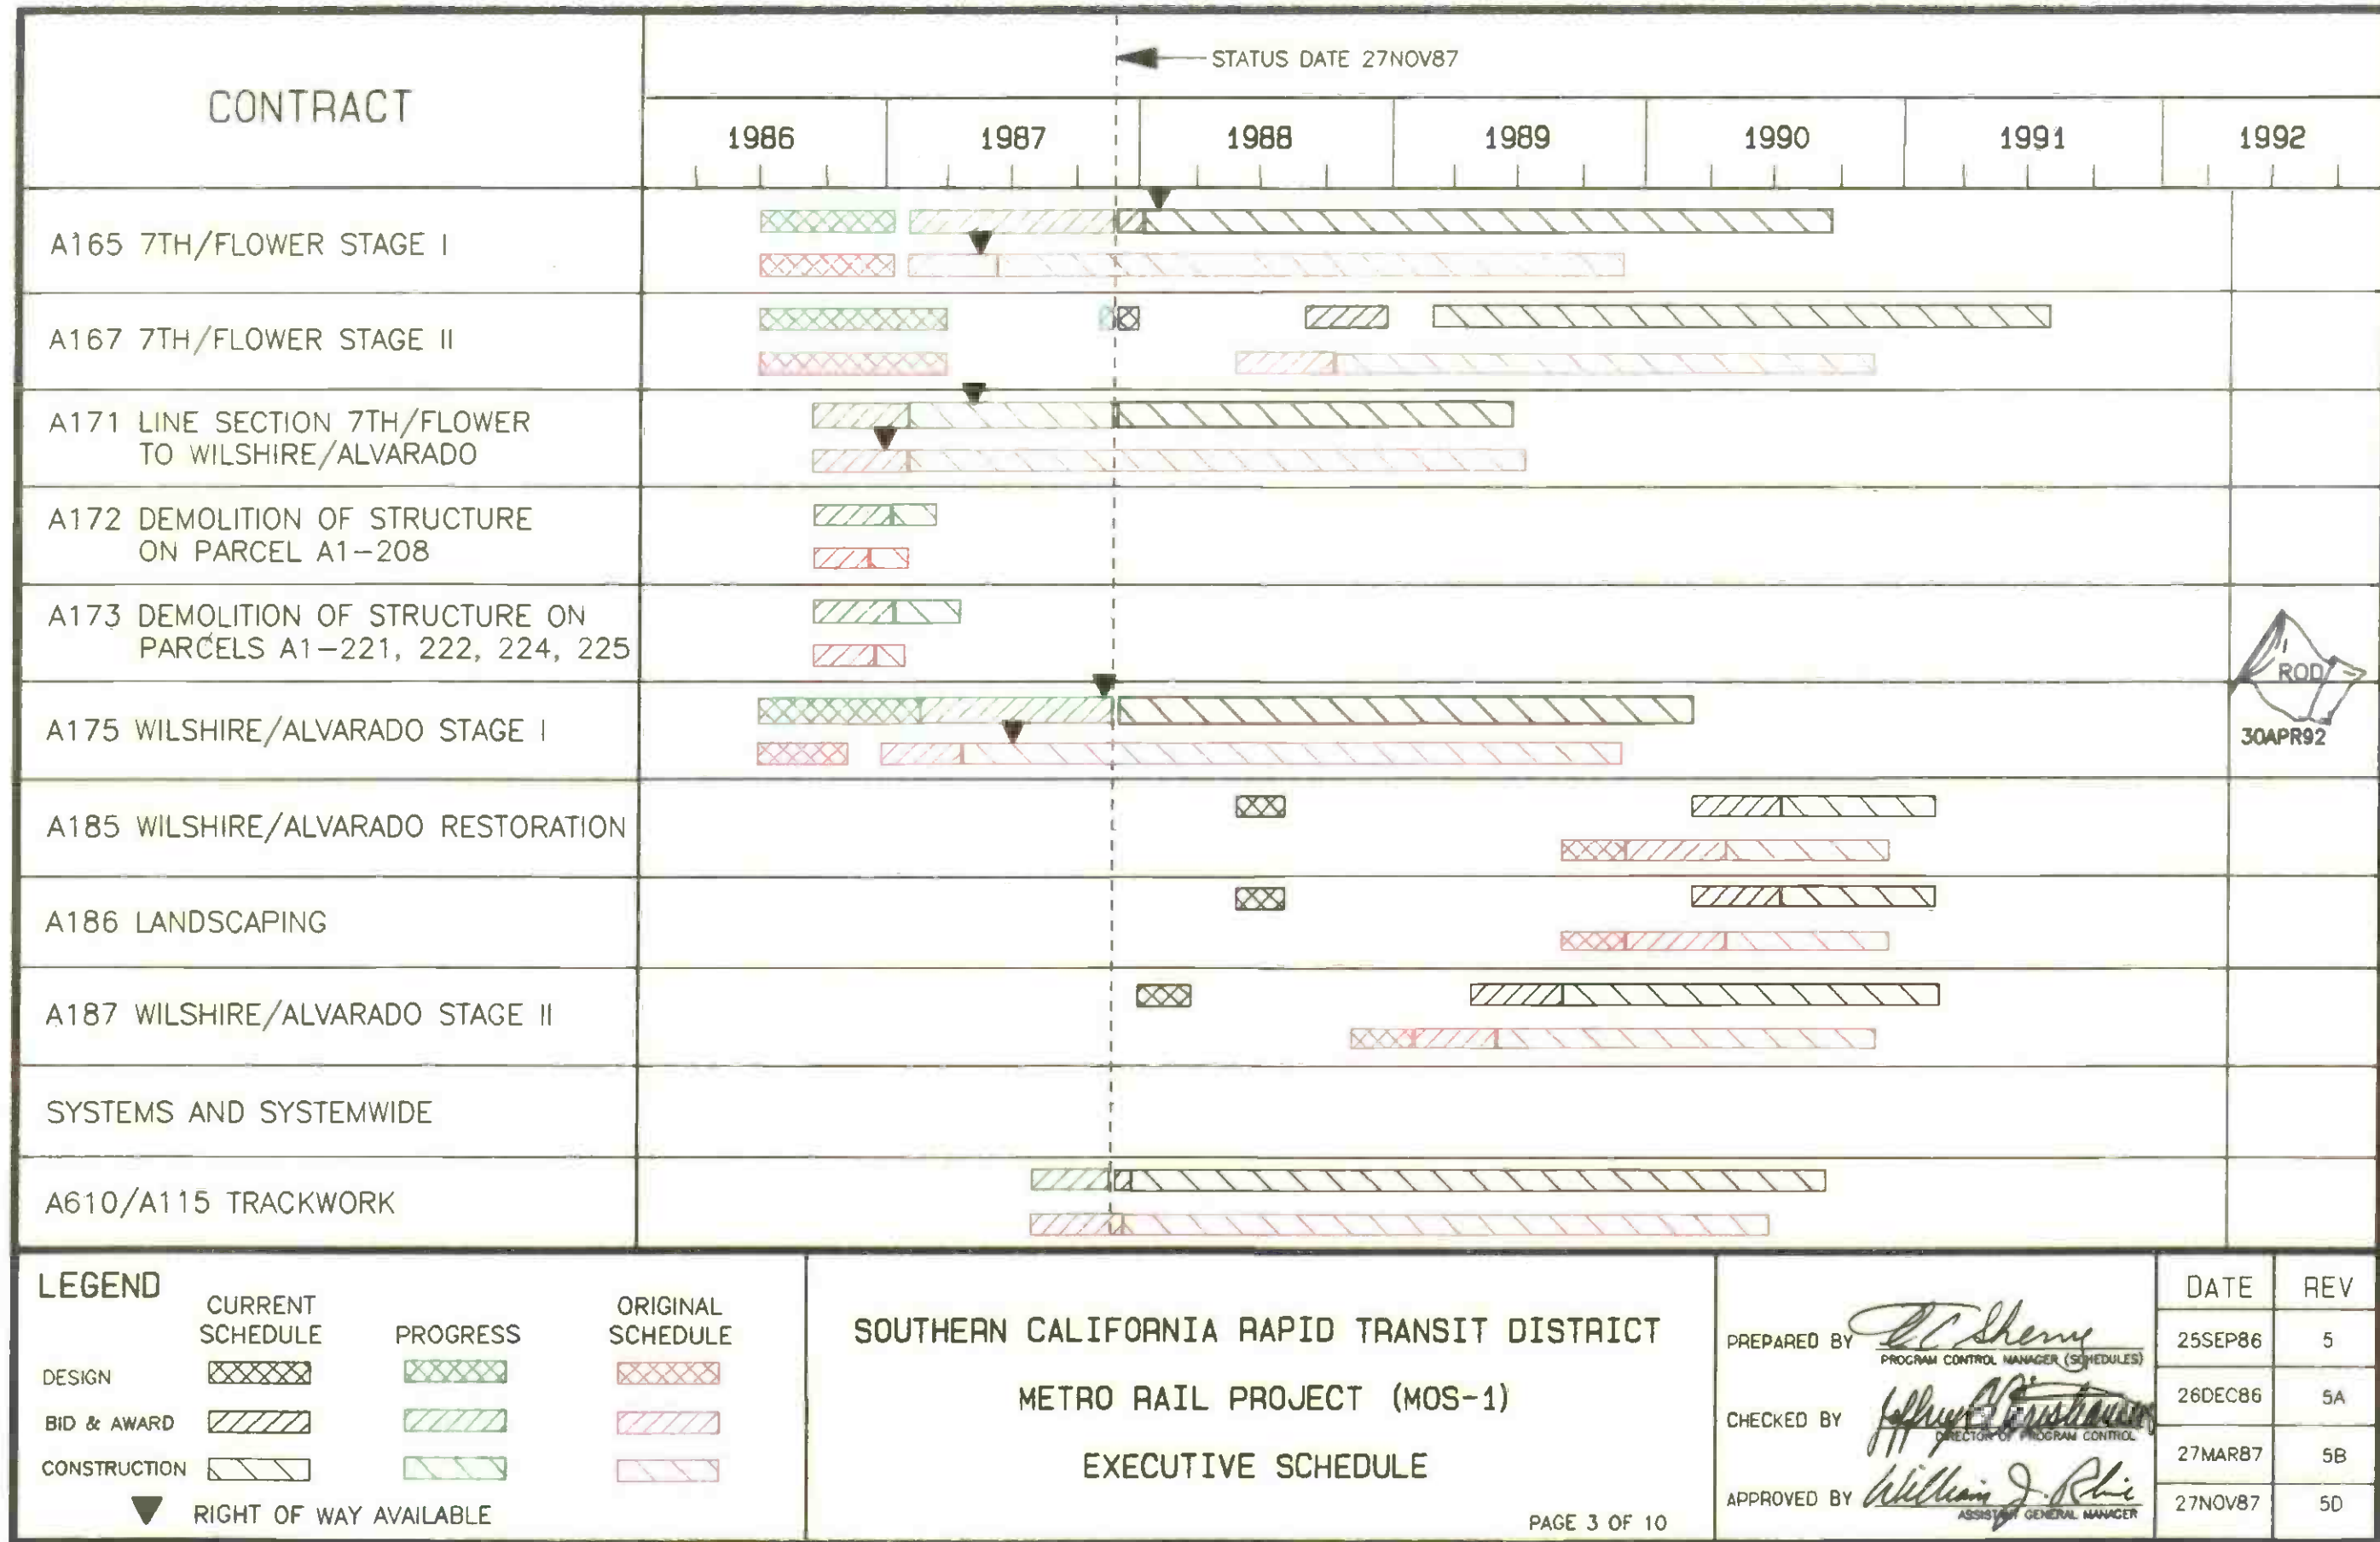 CONTRACT
STATUS DATE 27NOV87
1986 1987 1988 1989 1990 1991 1992
A165 7TH/FLOWER STAGE I
A167 7TH/FLOWER STAGE II
A171 LINE SECTION 7TH/FLOWER
TO WILSHIRE/ALVARADO
A172 DEMOLITION OF STRUCTURE
ON PARCEL A1-208
A173 DEMOLITION OF STRUCTURE ON
PARCELS A1-221, 222, 224, 225
ROD
30APR92
A175 WILSHIRE/ALVARADO STAGE I
A185 WILSHIRE/ALVARADO RESTORATION
A186 LANDSCAPING
A187 WILSHIRE/ALVARADO STAGE II
SYSTEMS AND SYSTEMWIDE
A610/A115 TRACKWORK
LEGEND
CURRENT SCHEDULE
PROGRESS
ORIGINAL SCHEDULE
DESIGN
BID & AWARD
CONSTRUCTION
RIGHT OF WAY AVAILABLE
SOUTHERN CALIFORNIA RAPID TRANSIT DISTRICT
METRO RAIL PROJECT (MOS-1)
EXECUTIVE SCHEDULE
PAGE 3 OF 10
PREPARED BY
PROGRAM CONTROL MANAGER (SCHEDULES)
CHECKED BY
DIRECTOR OF PROGRAM CONTROL
APPROVED BY
ASSISTANT GENERAL MANAGER
DATE REV
25SEP86 5
26DEC86 5A
27MAR87 5B
27NOV87 5D